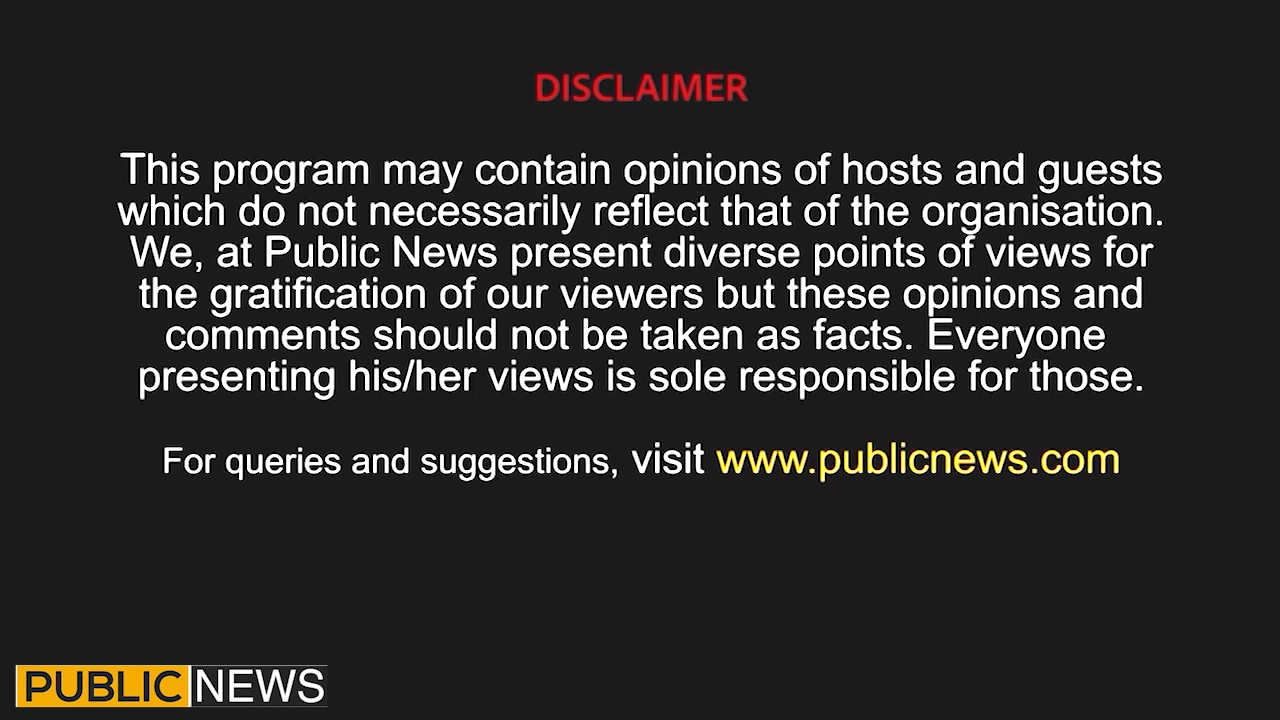 DISCLAIMER
This program may contain opinions of hosts and guests
which do not necessarily reflect that of the organisation.
We, at Public News present diverse points of views for
the gratification of our viewers but these opinions and
comments should not be taken as facts. Everyone
presenting his/her views is sole responsible for those.
For queries and suggestions, visit www.publicnews.com
PUBLIC NEWS